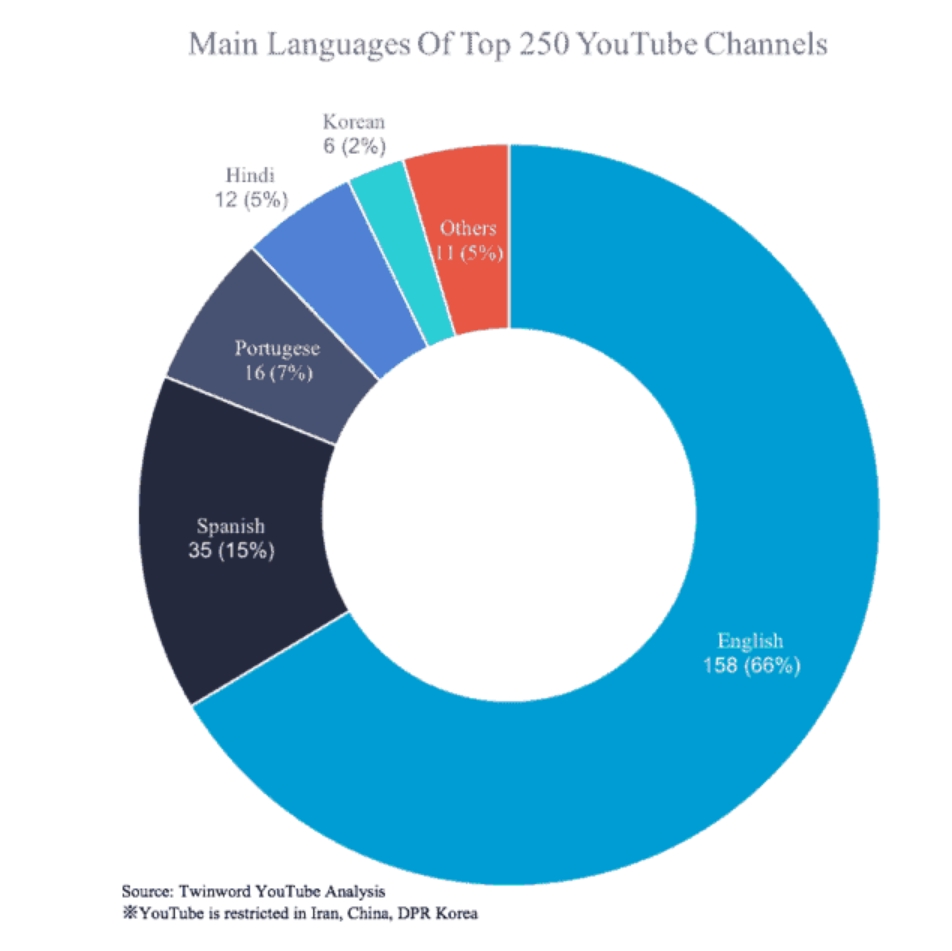 Main Languages Of Top 250 YouTube Channels
Korean
6 (2%)
Hindi
12 (5%)
Others
11 (5%)
Portugese
16 (7%)
Spanish
35 (15%)
English
158 (66%)
Source: Twinword YouTube Analysis
※YouTube is restricted in Iran, China, DPR Korea